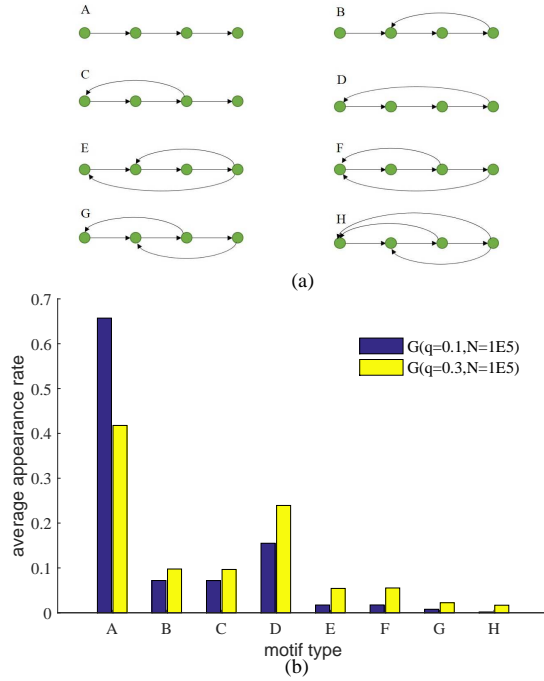 A
B
C
D
E
F
G
H
(a)
0.7
0.6
0.5
0.4
0.3
0.2
0.1
0
average appearance rate
G(q=0.1,N=1E5)
G(q=0.3,N=1E5)
A B C D E F G H
motif type
(b)